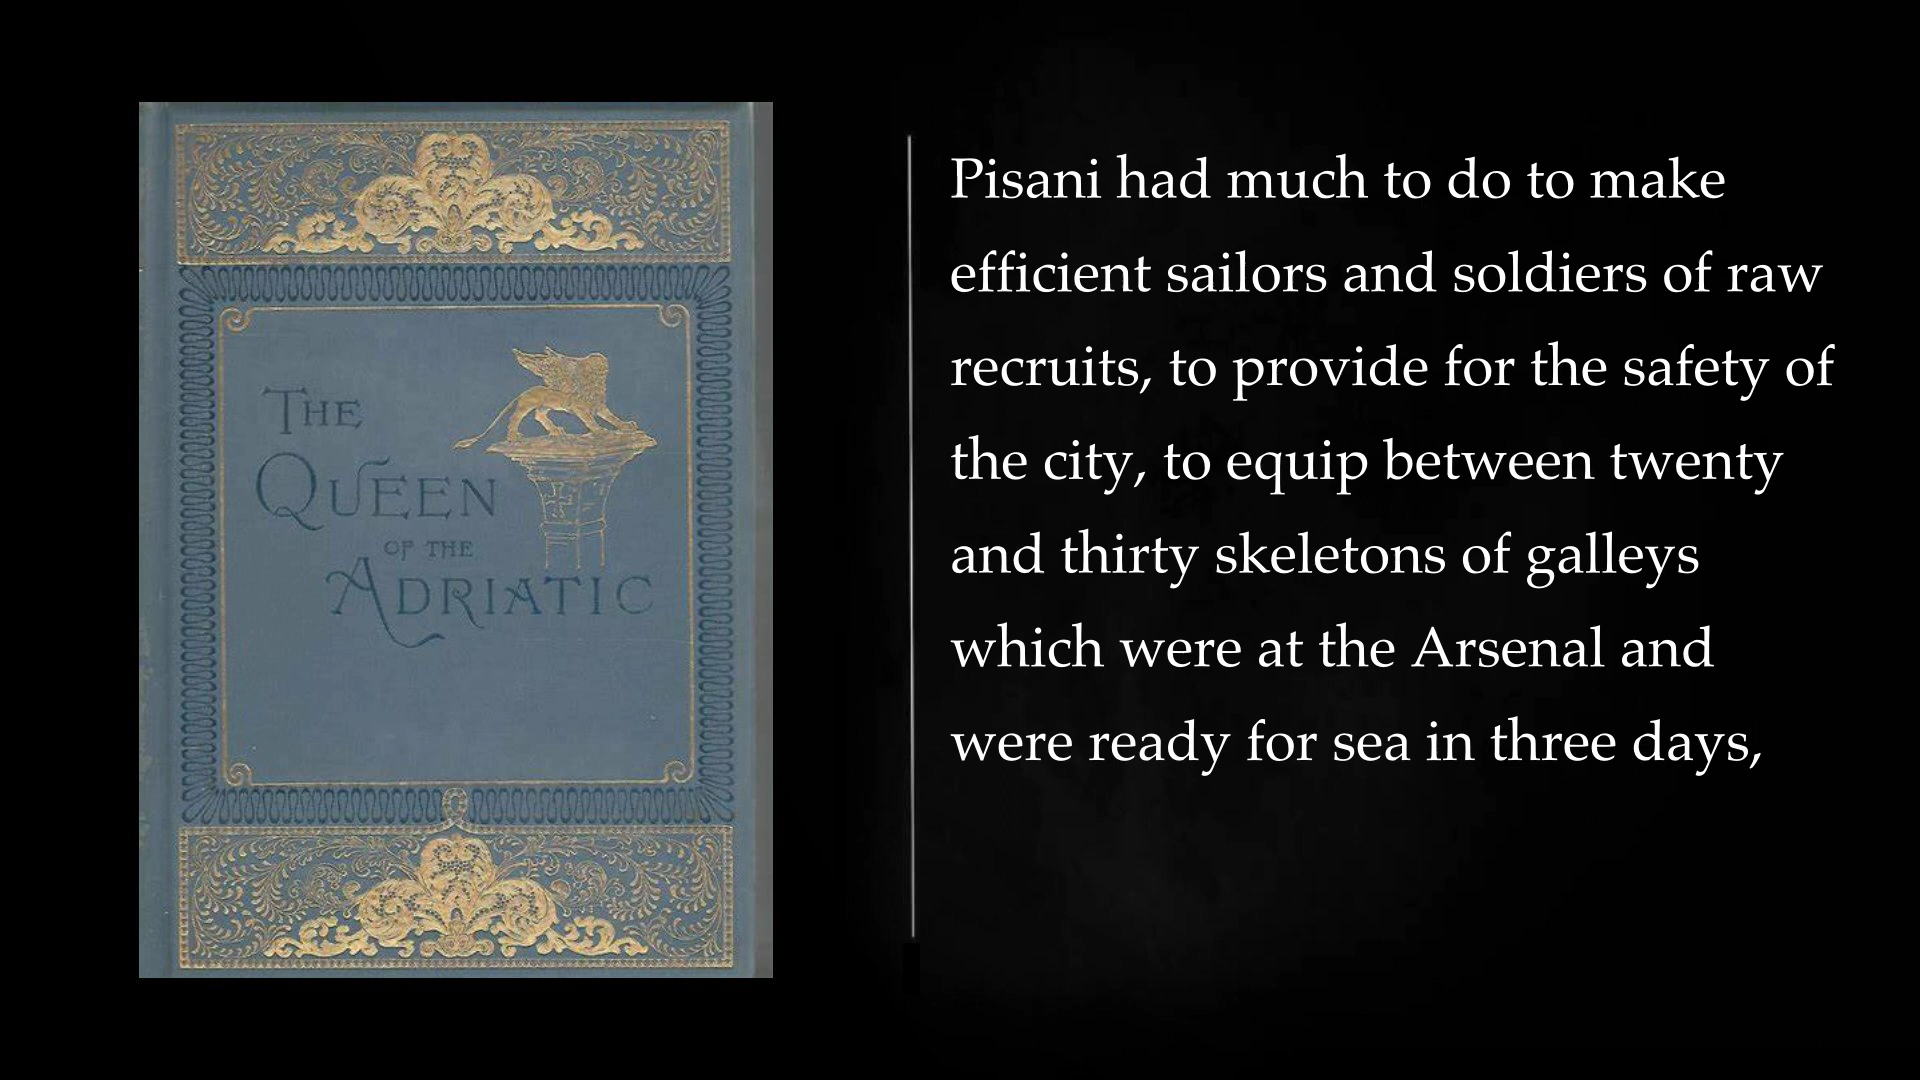 THE
QUEEN
OF THE
ADRIATIC
Pisani had much to do to make
efficient sailors and soldiers of raw
recruits, to provide for the safety of
the city, to equip between twenty
and thirty skeletons of galleys
which were at the Arsenal and
were ready for sea in three days,